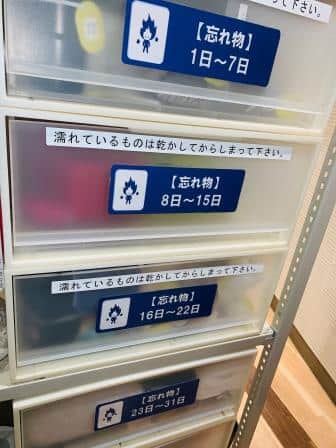 【忘れ物】
1日～7日
濡れているものは乾かしてからしまって下さい。
【忘れ物】
8日～15日
濡れているものは乾かしてからしまって下さい。
【忘れ物】
16日～22日
【忘れ物】
23日～31日